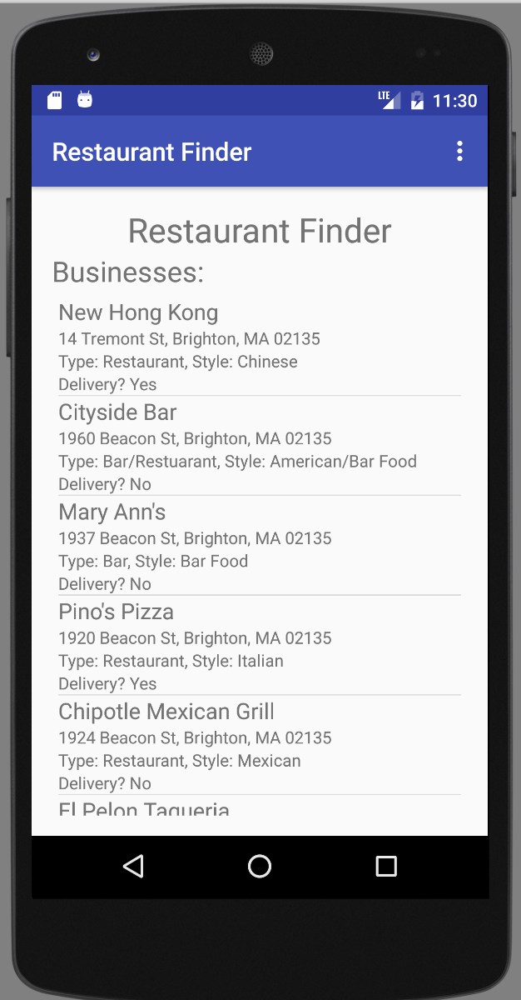 LTE 11:30
Restaurant Finder
Restaurant Finder
Businesses:
New Hong Kong
14 Tremont St, Brighton, MA 02135
Type: Restaurant, Style: Chinese
Delivery? Yes
Cityside Bar
1960 Beacon St, Brighton, MA 02135
Type: Bar/Restuarant, Style: American/Bar Food
Delivery? No
Mary Ann's
1937 Beacon St, Brighton, MA 02135
Type: Bar, Style: Bar Food
Delivery? No
Pino's Pizza
1920 Beacon St, Brighton, MA 02135
Type: Restaurant, Style: Italian
Delivery? Yes
Chipotle Mexican Grill
1924 Beacon St, Brighton, MA 02135
Type: Restaurant, Style: Mexican
Delivery? No
El Pelon Taqueria